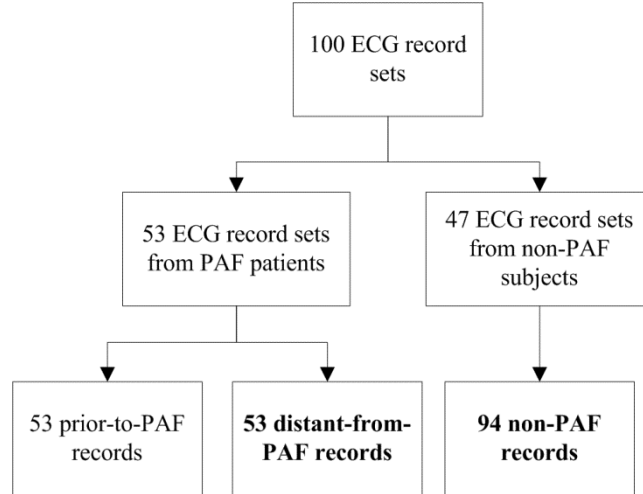 100 ECG record
sets
53 ECG record sets
from PAF patients
47 ECG record sets
from non-PAF
subjects
53 prior-to-PAF
records
53 distant-from-
PAF records
94 non-PAF
records